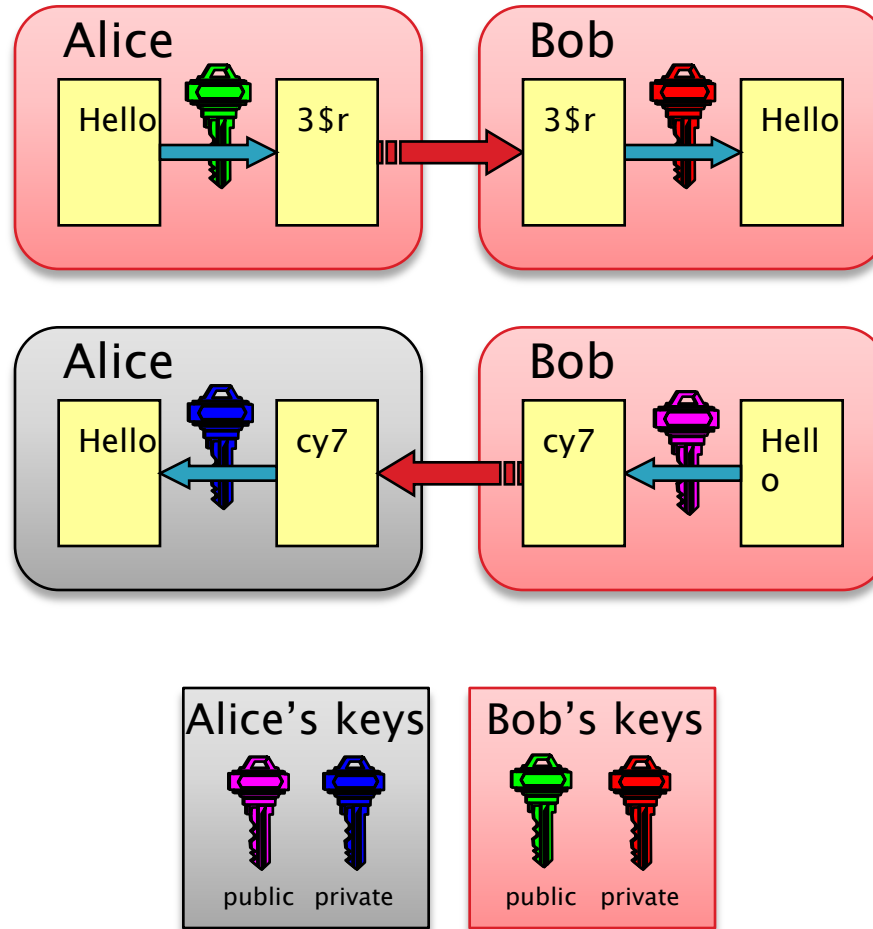 Alice
Hello
3$r
Bob
3$r
Hello
Alice
Hello
cy7
Bob
cy7
Hell
o
Alice's keys
public private
Bob's keys
public private